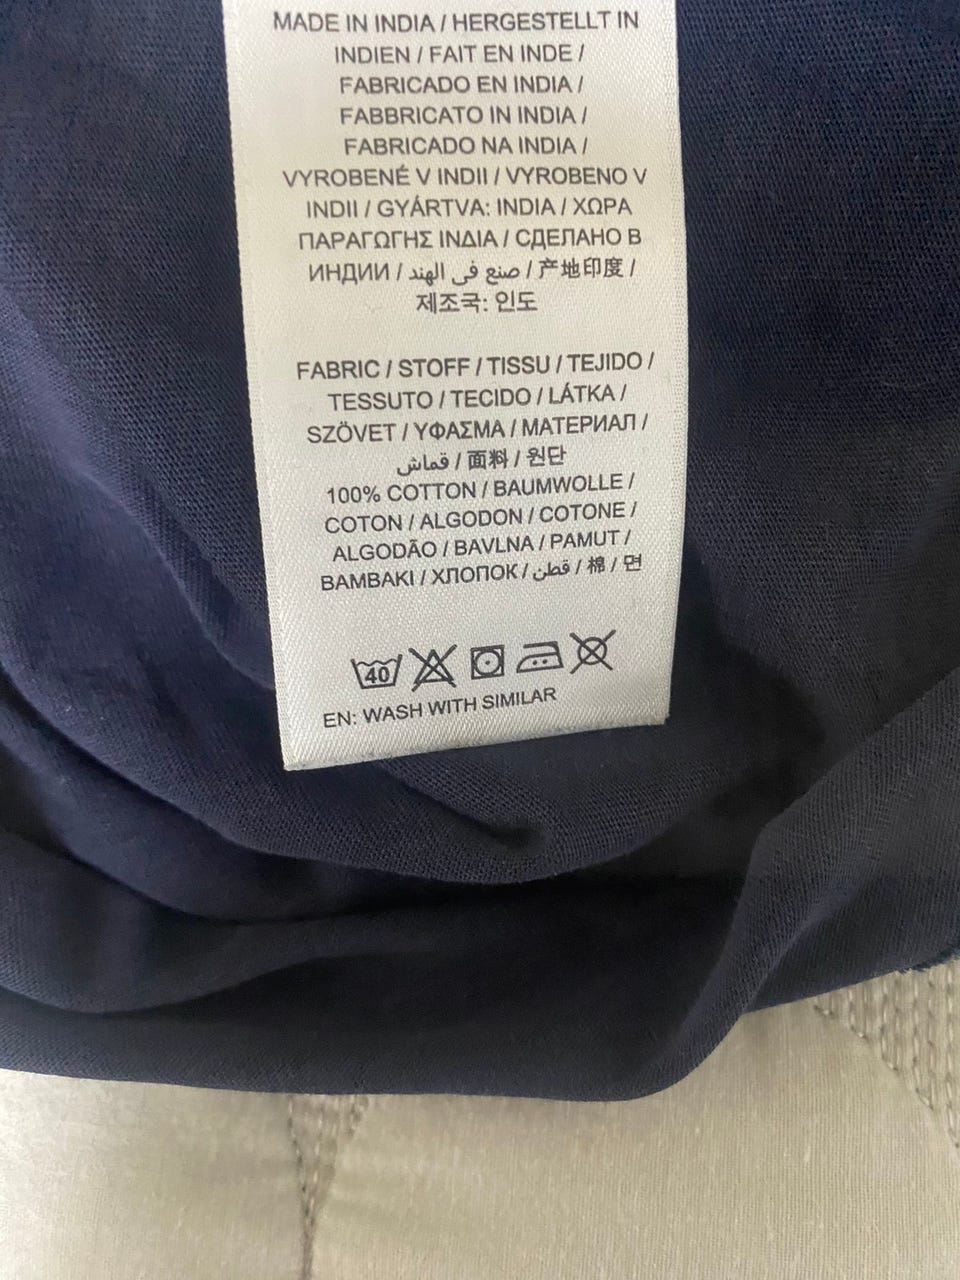 MADE IN INDIA / HERGESTELLT IN
INDIEN / FAIT EN INDE /
FABRICADO EN INDIA /
FABBRICATO IN INDIA /
FABRICADO NA INDIA /
VYROBENÉ V INDII / VYROBENO V
INDII / GYÁRTVA: INDIA / ΧΩΡΑ
ΠΑΡΑΓΩΓΗΣ ΙΝΔΙΑ / СДЕЛАНО В
ИНДИИ / صنع في الهند / 产地印度 /
제조국: 인도
FABRIC / STOFF / TISSU / TEJIDO /
TESSUTO / TECIDO / LÁTKA /
SZÖVET / ΥΦΑΣΜΑ / МАТЕРИАЛ /
قماش / 面料 / 원단
100% COTTON / BAUMWOLLE /
COTON / ALGODON / COTONE /
ALGODÃO / BAVLNA / PAMUT /
ΒΑΜΒΑΚΙ / ХЛОПОК / قطن / 棉 / 면
40
EN: WASH WITH SIMILAR